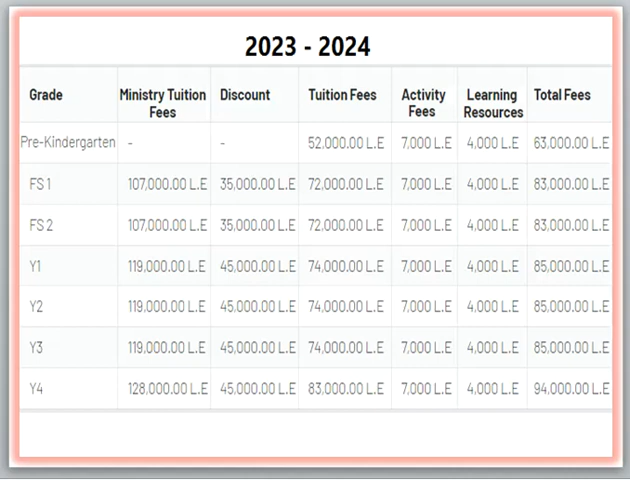 2023 - 2024
Grade Ministry Tuition Fees Discount Tuition Fees Activity Fees Learning Resources Total Fees
Pre-Kindergarten - - 52,000.00 L.E 7,000 L.E 4,000 L.E 63,000.00 L.E
FS 1 107,000.00 L.E 35,000.00 L.E 72,000.00 L.E 7,000 L.E 4,000 L.E 83,000.00 L.E
FS 2 107,000.00 L.E 35,000.00 L.E 72,000.00 L.E 7,000 L.E 4,000 L.E 83,000.00 L.E
Y1 119,000.00 L.E 45,000.00 L.E 74,000.00 L.E 7,000 L.E 4,000 L.E 85,000.00 L.E
Y2 119,000.00 L.E 45,000.00 L.E 74,000.00 L.E 7,000 L.E 4,000 L.E 85,000.00 L.E
Y3 119,000.00 L.E 45,000.00 L.E 74,000.00 L.E 7,000 L.E 4,000 L.E 85,000.00 L.E
Y4 128,000.00 L.E 45,000.00 L.E 83,000.00 L.E 7,000 L.E 4,000 L.E 94,000.00 L.E